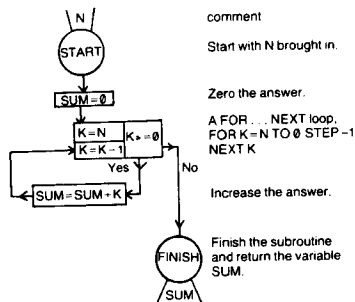 N
comment
START
Start with N brought in.
SUM=0
Zero the answer.
K=N
K=K-1
K>=0
A FOR . . . NEXT loop,
FOR K=N TO 0 STEP-1
NEXT K
Yes
No
SUM=SUM+K
Increase the answer.
FINISH
Finish the subroutine
and return the variable
SUM.
SUM